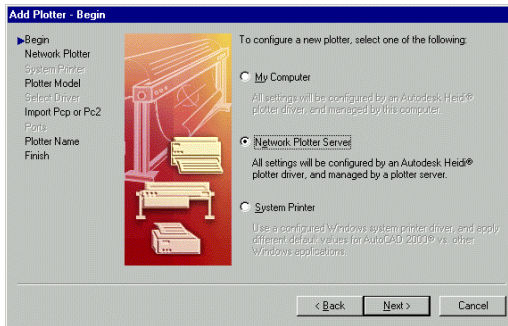 Add Plotter - Begin
Begin
Network Plotter
System Printer
Plotter Model
Select Driver
Import Pcp or Pc2
Ports
Plotter Name
Finish
To configure a new plotter, select one of the following:
My Computer
All settings will be configured by an Autodesk Heidi®
plotter driver, and managed by this computer.
Network Plotter Server
All settings will be configured by an Autodesk Heidi®
plotter driver, and managed by a plotter server.
System Printer
Use a configured Windows system printer driver, and apply
different default values for AutoCAD 2000® vs. other
Windows applications.
< Back
Next >
Cancel